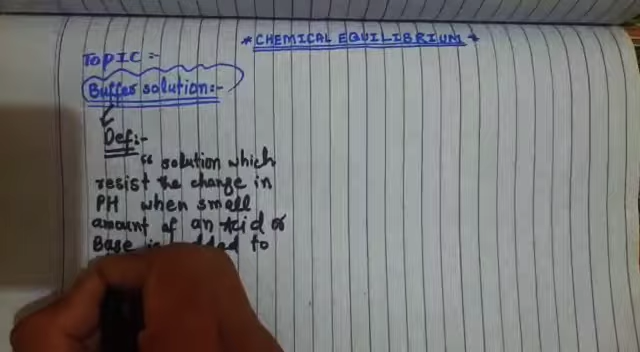 * CHEMICAL EQUILIBRIUM *
Topic :-
Buffer solution:-
Def:-
" solution which
resist the change in
PH when small
amount of an Acid or
Base is added to